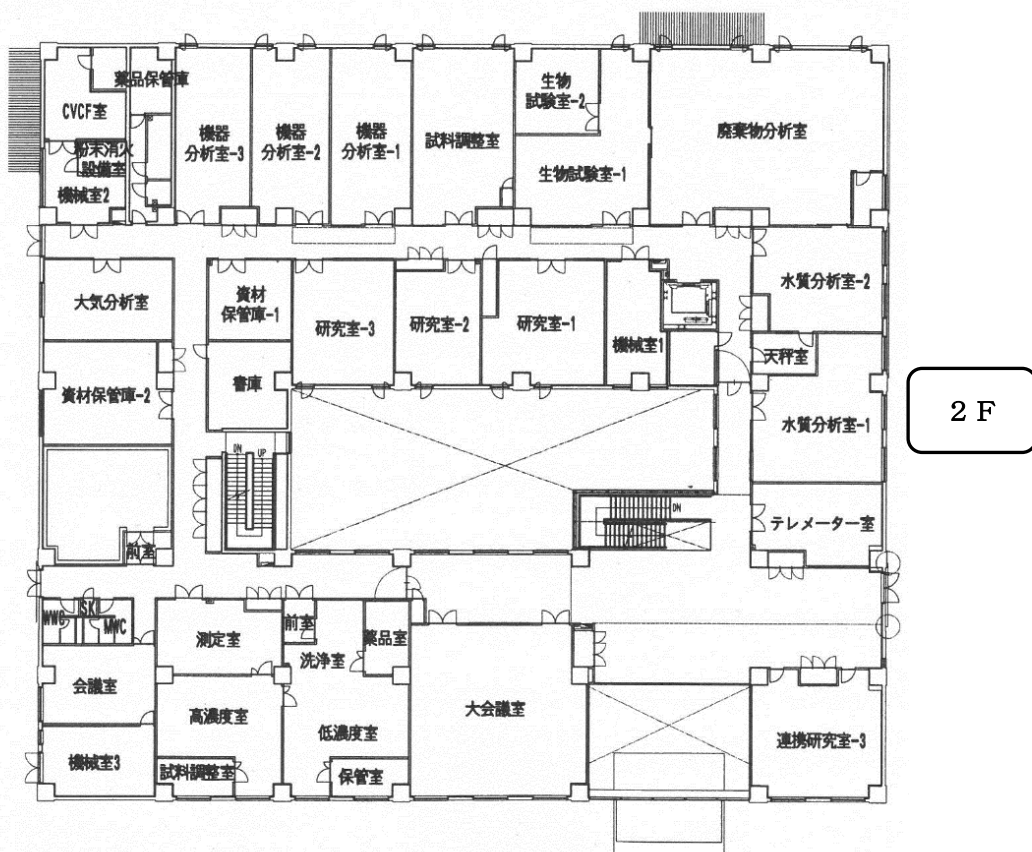 薬品保管庫
CVCF室
粉末消火
設備室
機械室2
機器
分析室-3
機器
分析室-2
機器
分析室-1
試料調整室
生物
試験室-2
生物試験室-1
廃棄物分析室
大気分析室
資材
保管庫-1
研究室-3
研究室-2
研究室-1
機械室1
水質分析室-2
天秤室
資材保管庫-2
書庫
水質分析室-1
2 F
DN
UP
DN
テレメーター室
前室
WWC
SK
MWC
測定室
前室
薬品室
洗浄室
会議室
高濃度室
低濃度室
大会議室
連携研究室-3
機械室3
試料調整室
保管室